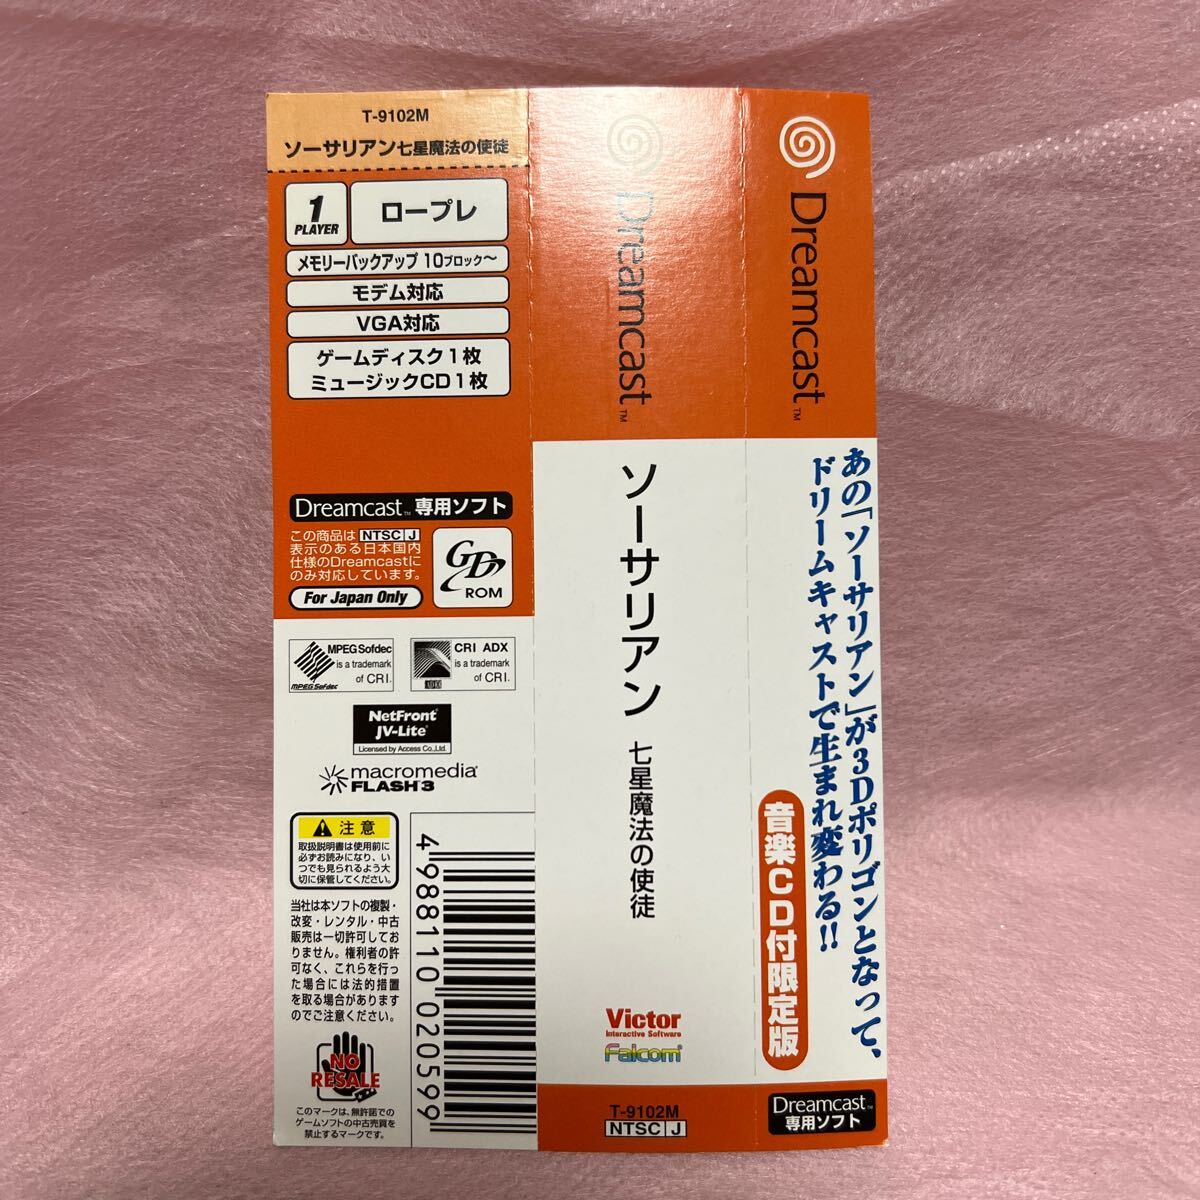 T-9102M
ソーサリアン七星魔法の使徒
1
PLAYER
ロープレ
メモリーバックアップ 10ブロック〜
モデム対応
VGA対応
ゲームディスク1枚
ミュージックCD1枚
Dreamcast™専用ソフト
この商品は NTSC J
表示のある日本国内
仕様のDreamcastに
のみ対応しています。
For Japan Only
GD
ROM
MPEG Sofdec
is a trademark
of CRI.
MPEG Sofdec
CRI ADX
is a trademark
of CRI.
ADX
NetFront®
JV-Lite®
Licensed by Access Co.,Ltd.
macromedia®
FLASH 3
注意
取扱説明書は使用前に
必ずお読みになり、い
つでも見られるよう大
切に保管してください。
当社は本ソフトの複製・
改変・レンタル・中古
販売は一切許可してお
りません。権利者の許
可なく、これらを行っ
た場合には法的措置
を取る場合があります
のでご注意ください。
NO
RESALE
このマークは、無許諾での
ゲームソフトの中古売買を
禁止するマークです。
4 988110 020599
Dreamcast™
ソーサリアン 七星魔法の使徒
Victor
Interactive Software
Falcom®
T-9102M
NTSC J
Dreamcast™
あの「ソーサリアン」が3Dポリゴンとなって、
ドリームキャストで生まれ変わる!!
音楽CD付限定版
Dreamcast™
専用ソフト